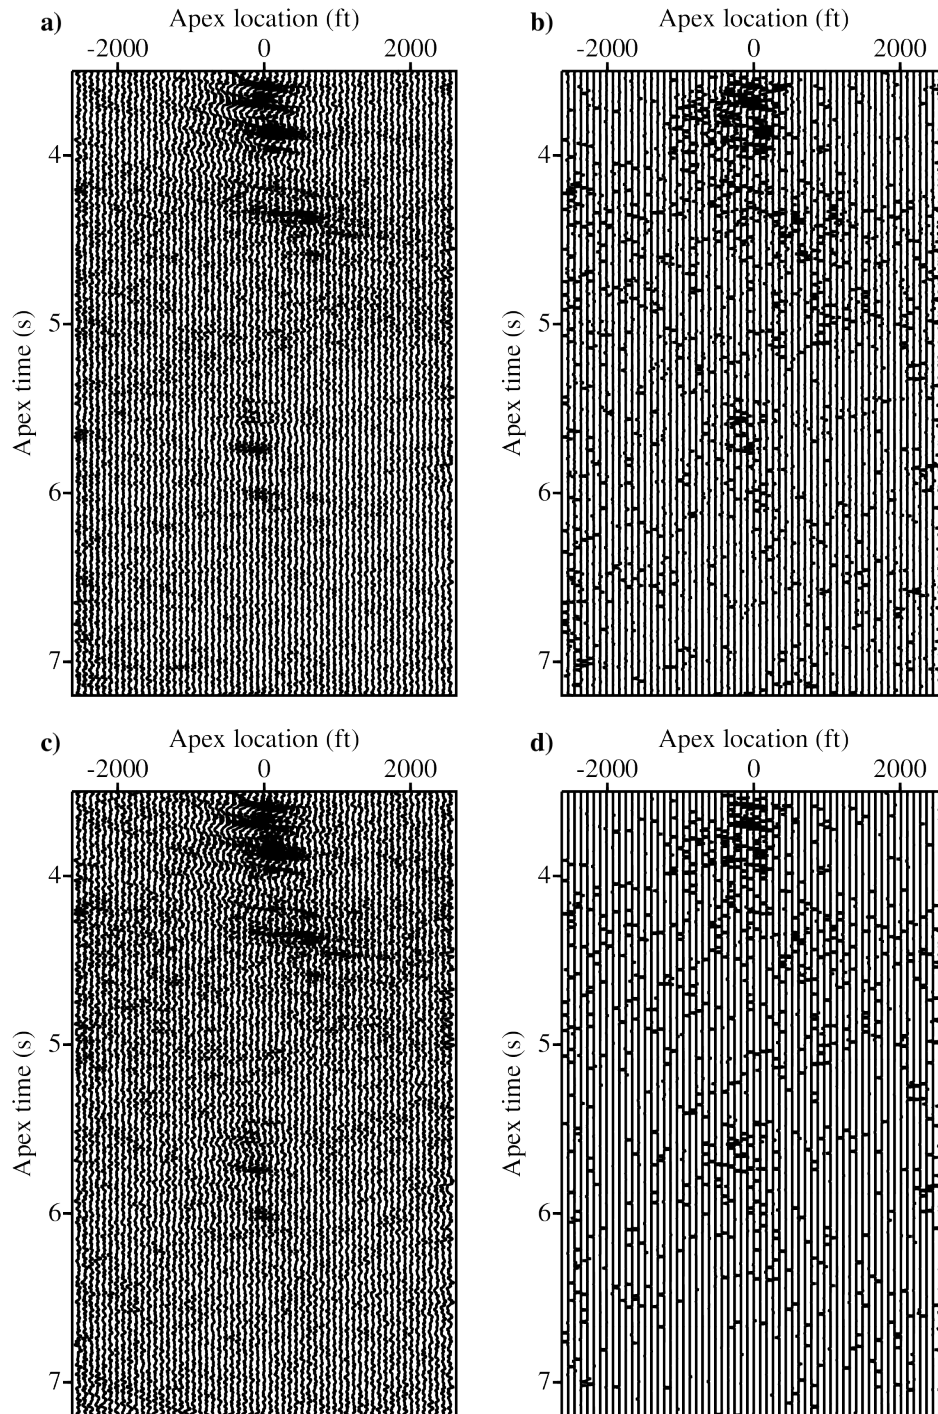 a) Apex location (ft)
-2000 0 2000
Apex time (s)
4
5
6
7
b) Apex location (ft)
-2000 0 2000
Apex time (s)
4
5
6
7
c) Apex location (ft)
-2000 0 2000
Apex time (s)
4
5
6
7
d) Apex location (ft)
-2000 0 2000
Apex time (s)
4
5
6
7